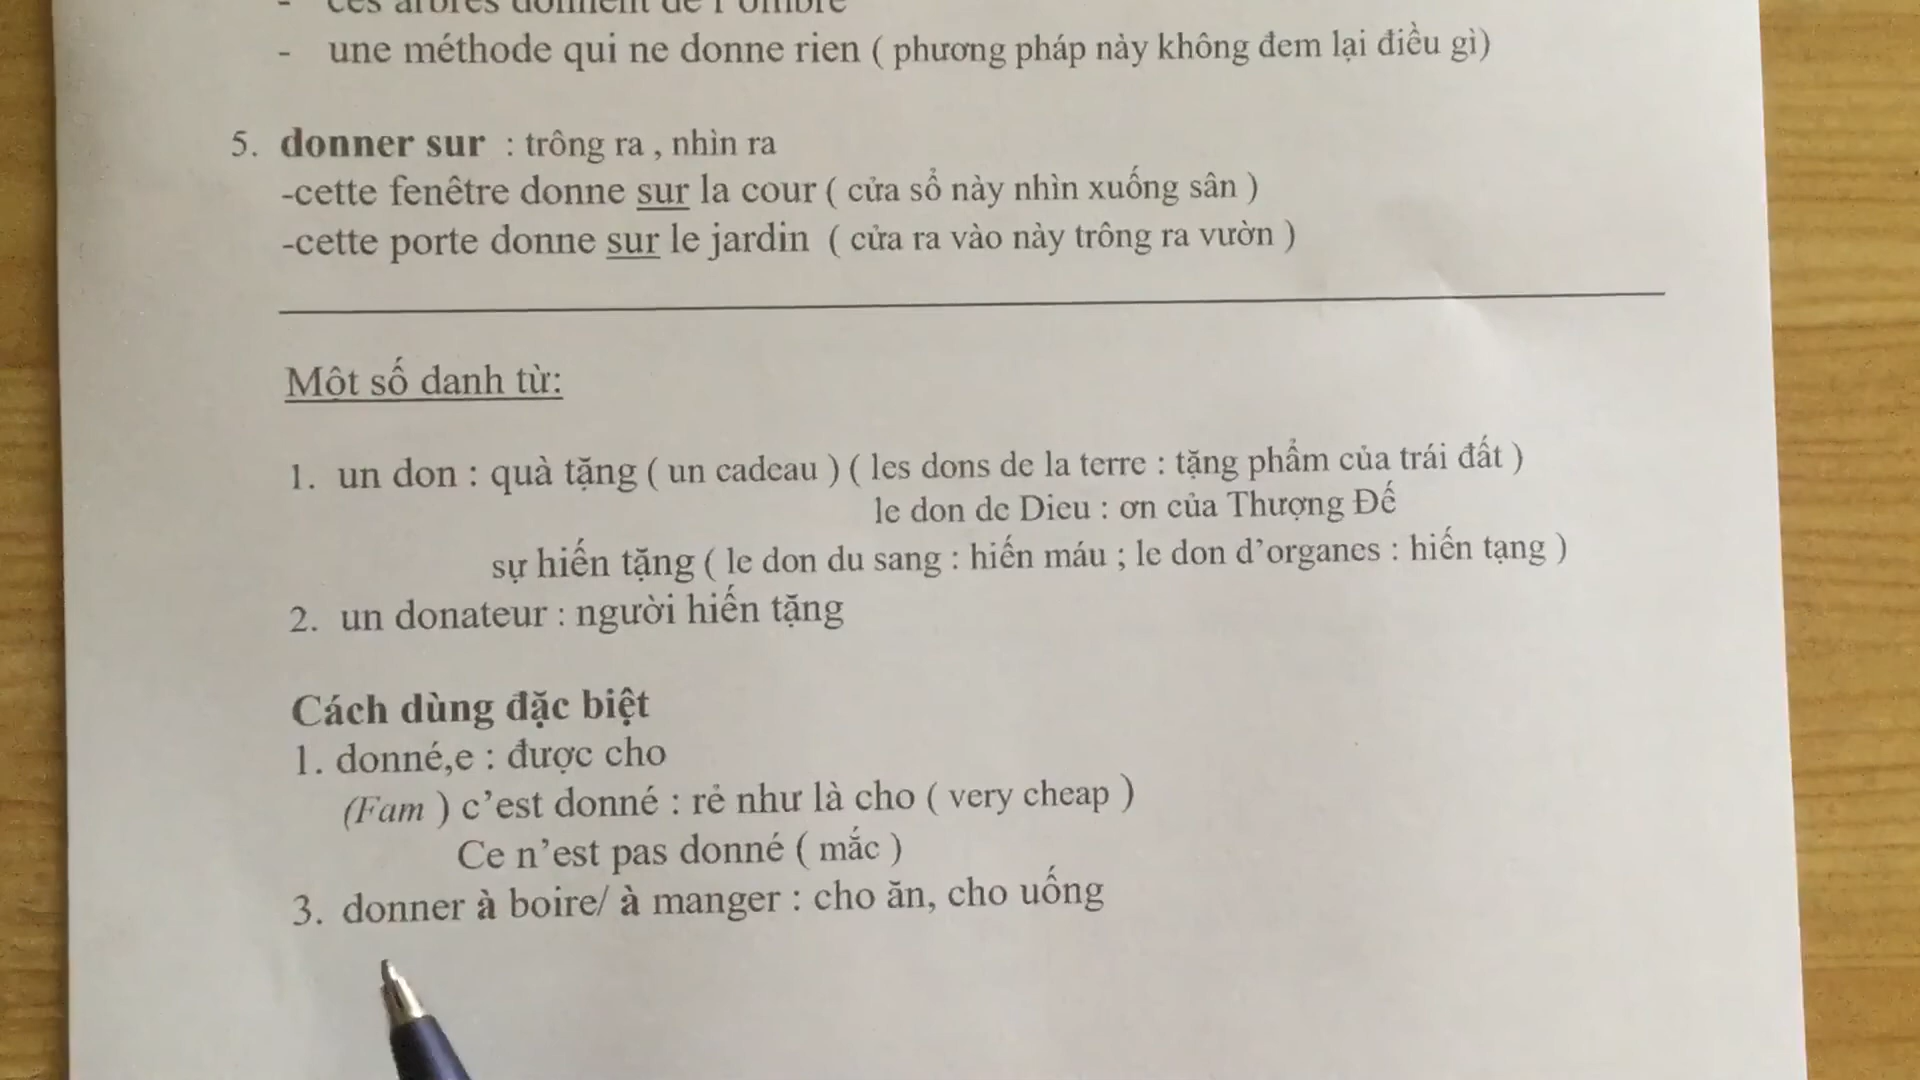 - ces arbres donnent de l'ombre
- une méthode qui ne donne rien ( phương pháp này không đem lại điều gì)
5. donner sur : trông ra , nhìn ra
-cette fenêtre donne sur la cour ( cửa sổ này nhìn xuống sân )
-cette porte donne sur le jardin ( cửa ra vào này trông ra vườn )
Một số danh từ:
1. un don : quà tặng ( un cadeau ) ( les dons de la terre : tặng phẩm của trái đất )
le don de Dieu : ơn của Thượng Đế
sự hiến tặng ( le don du sang : hiến máu ; le don d'organes : hiến tạng )
2. un donateur : người hiến tặng
Cách dùng đặc biệt
1. donné,e : được cho
(Fam ) c'est donné : rẻ như là cho ( very cheap )
Ce n'est pas donné ( mắc )
3. donner à boire/ à manger : cho ăn, cho uống